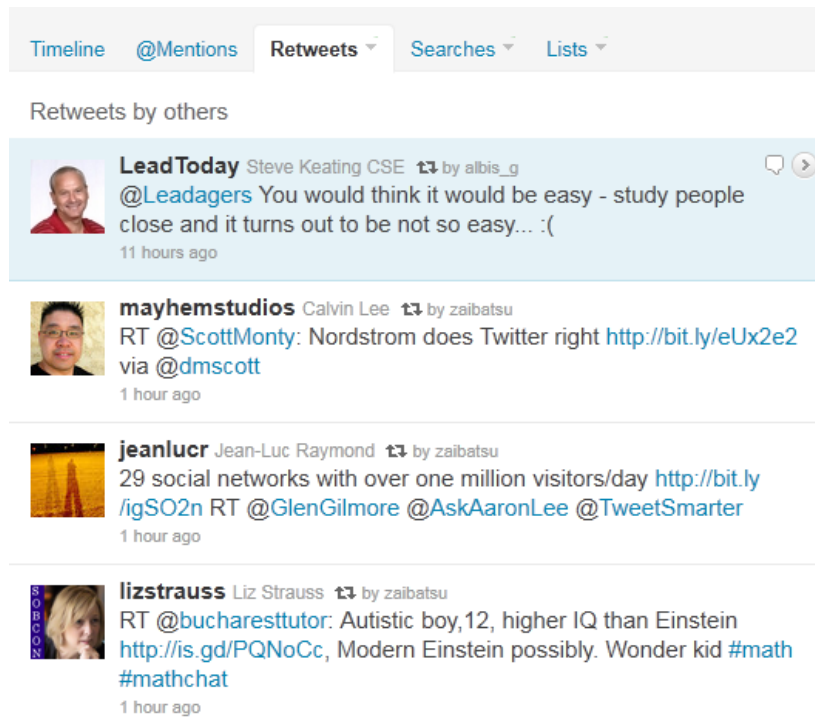 Timeline @Mentions Retweets Searches Lists
Retweets by others
LeadToday Steve Keating CSE by albis_g
@Leadagers You would think it would be easy - study people
close and it turns out to be not so easy... :(
11 hours ago
mayhemstudios Calvin Lee by zaibatsu
RT @ScottMonty: Nordstrom does Twitter right http://bit.ly/eUx2e2
via @dmscott
1 hour ago
jeanlucr Jean-Luc Raymond by zaibatsu
29 social networks with over one million visitors/day http://bit.ly
/igSO2n RT @GlenGilmore @AskAaronLee @TweetSmarter
1 hour ago
SOBCON
lizstrauss Liz Strauss by zaibatsu
RT @bucharesttutor: Autistic boy,12, higher IQ than Einstein
http://is.gd/PQNoCc, Modern Einstein possibly. Wonder kid #math
#mathchat
1 hour ago